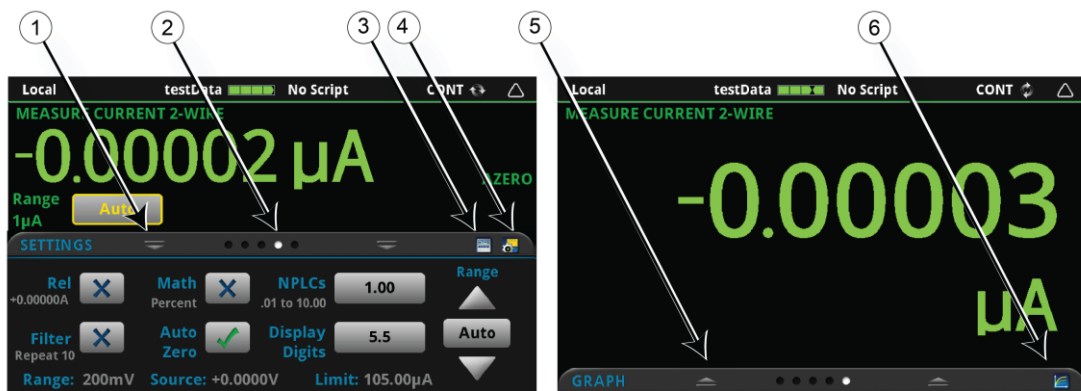 1 2 3 4 5 6
Local testData No Script CONT
MEASURE CURRENT 2-WIRE
-0.00002 µA
AZERO
Range
1µA Auto
SETTINGS
Rel Math NPLCs 1.00 Range
+0.00000A Percent .01 to 10.00
Filter Auto Zero Display Digits 5.5 Auto
Repeat 10
Range: 200mV Source: +0.0000V Limit: 105.00µA
Local testData No Script CONT
MEASURE CURRENT 2-WIRE
-0.00003
µA
GRAPH